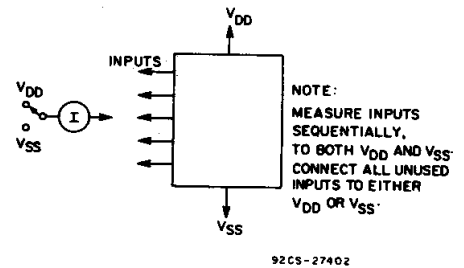 VDD
INPUTS
VDD
I
VSS
NOTE:
MEASURE INPUTS
SEQUENTIALLY,
TO BOTH VDD AND VSS.
CONNECT ALL UNUSED
INPUTS TO EITHER
VDD OR VSS.
VSS
92CS-27402